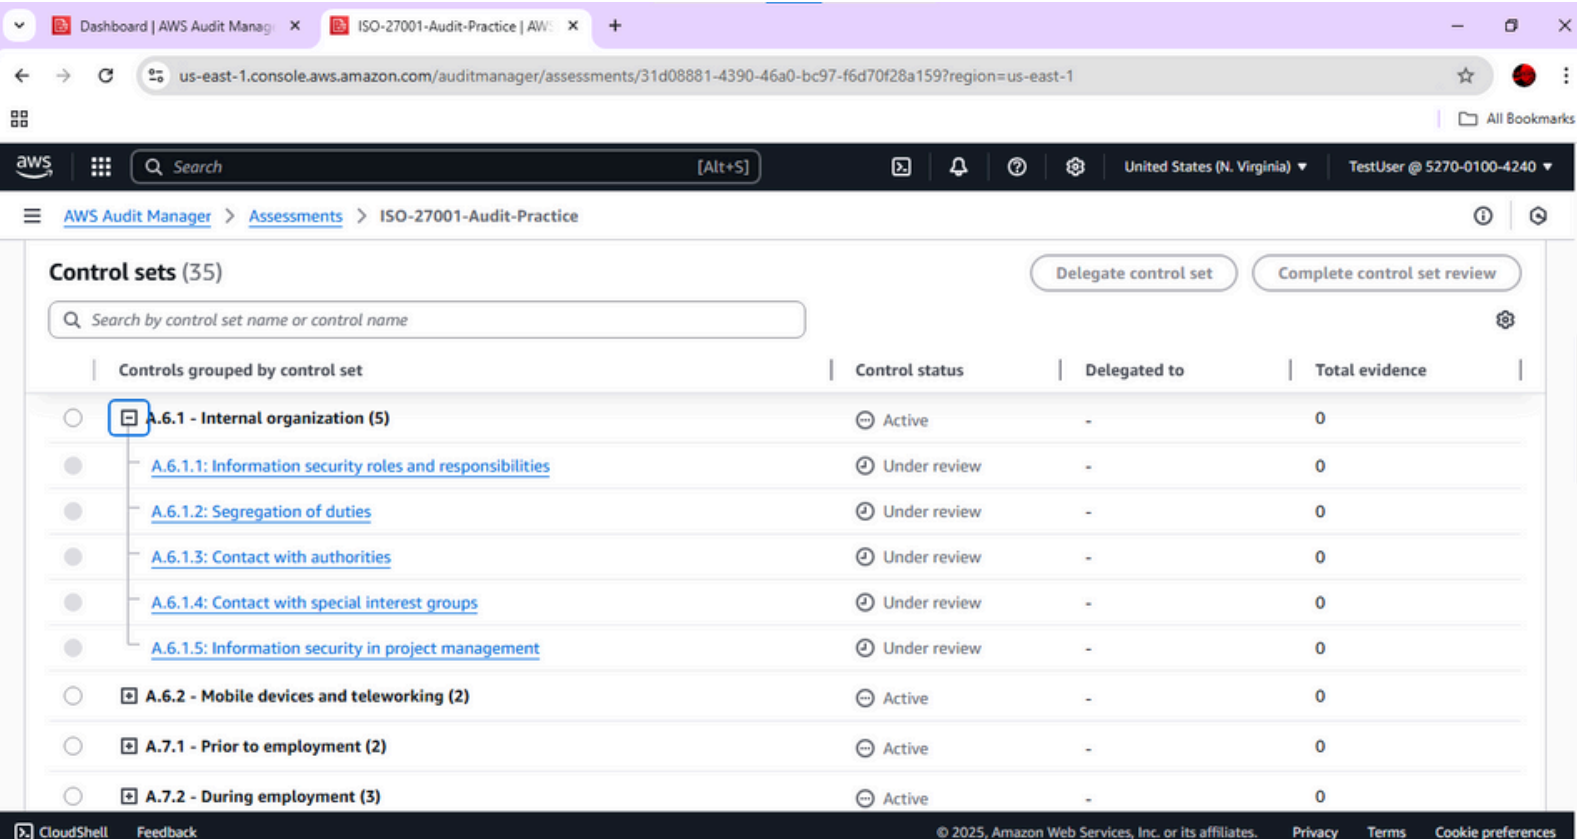 Dashboard | AWS Audit Manag
ISO-27001-Audit-Practice | AW
us-east-1.console.aws.amazon.com/auditmanager/assessments/31d08881-4390-46a0-bc97-f6d70f28a159?region=us-east-1
All Bookmarks
aws Search [Alt+S] United States (N. Virginia) TestUser @ 5270-0100-4240
AWS Audit Manager > Assessments > ISO-27001-Audit-Practice
Control sets (35) Delegate control set Complete control set review
Search by control set name or control name
Controls grouped by control set Control status Delegated to Total evidence
A.6.1 - Internal organization (5) Active - 0
A.6.1.1: Information security roles and responsibilities Under review - 0
A.6.1.2: Segregation of duties Under review - 0
A.6.1.3: Contact with authorities Under review - 0
A.6.1.4: Contact with special interest groups Under review - 0
A.6.1.5: Information security in project management Under review - 0
A.6.2 - Mobile devices and teleworking (2) Active - 0
A.7.1 - Prior to employment (2) Active - 0
A.7.2 - During employment (3) Active - 0
CloudShell Feedback © 2025, Amazon Web Services, Inc. or its affiliates. Privacy Terms Cookie preferences